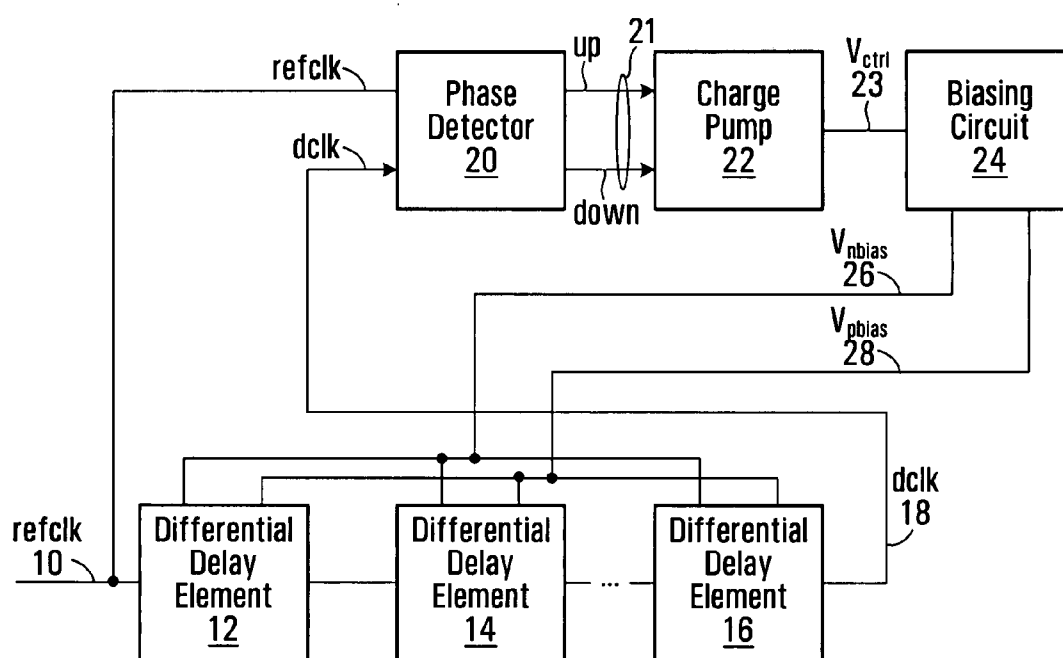 21
up
V_ctrl
23
refclk
Phase
Detector
20
Charge
Pump
22
Biasing
Circuit
24
dclk
down
V_nbias
26
V_pbias
28
dclk
18
refclk
10
Differential
Delay
Element
12
Differential
Delay
Element
14
...
Differential
Delay
Element
16